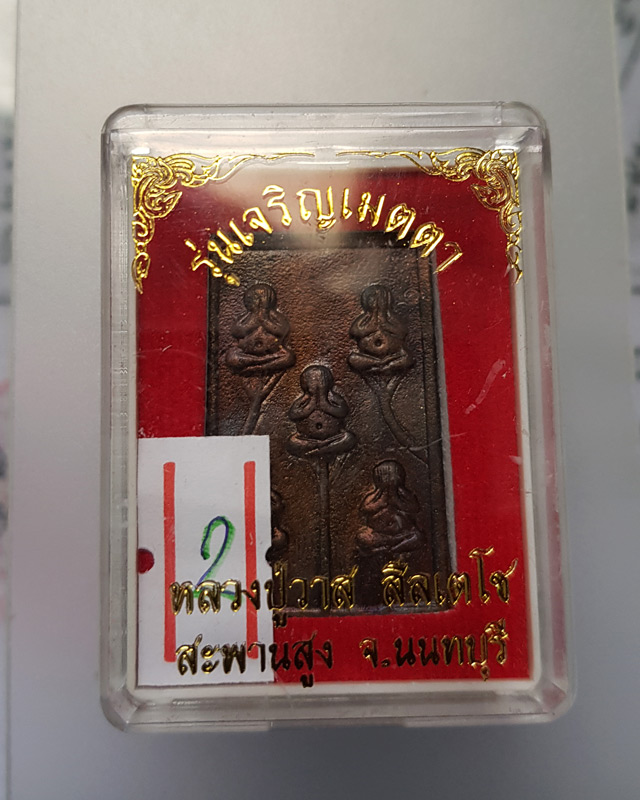 รุ่นเจริญเมตตา
2
หลวงปู่วาส สีลเตโช
สะพานสูง จ.นนทบุรี